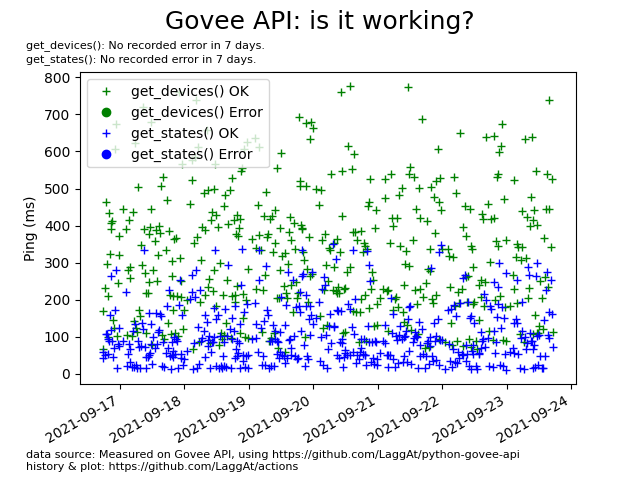 Govee API: is it working?
get_devices(): No recorded error in 7 days.
get_states(): No recorded error in 7 days.
800
700
600
500
400
300
200
100
0
Ping (ms)
get_devices() OK
get_devices() Error
get_states() OK
get_states() Error
2021-09-17
2021-09-18
2021-09-19
2021-09-20
2021-09-21
2021-09-22
2021-09-23
2021-09-24
data source: Measured on Govee API, using https://github.com/LaggAt/python-govee-api
history & plot: https://github.com/LaggAt/actions